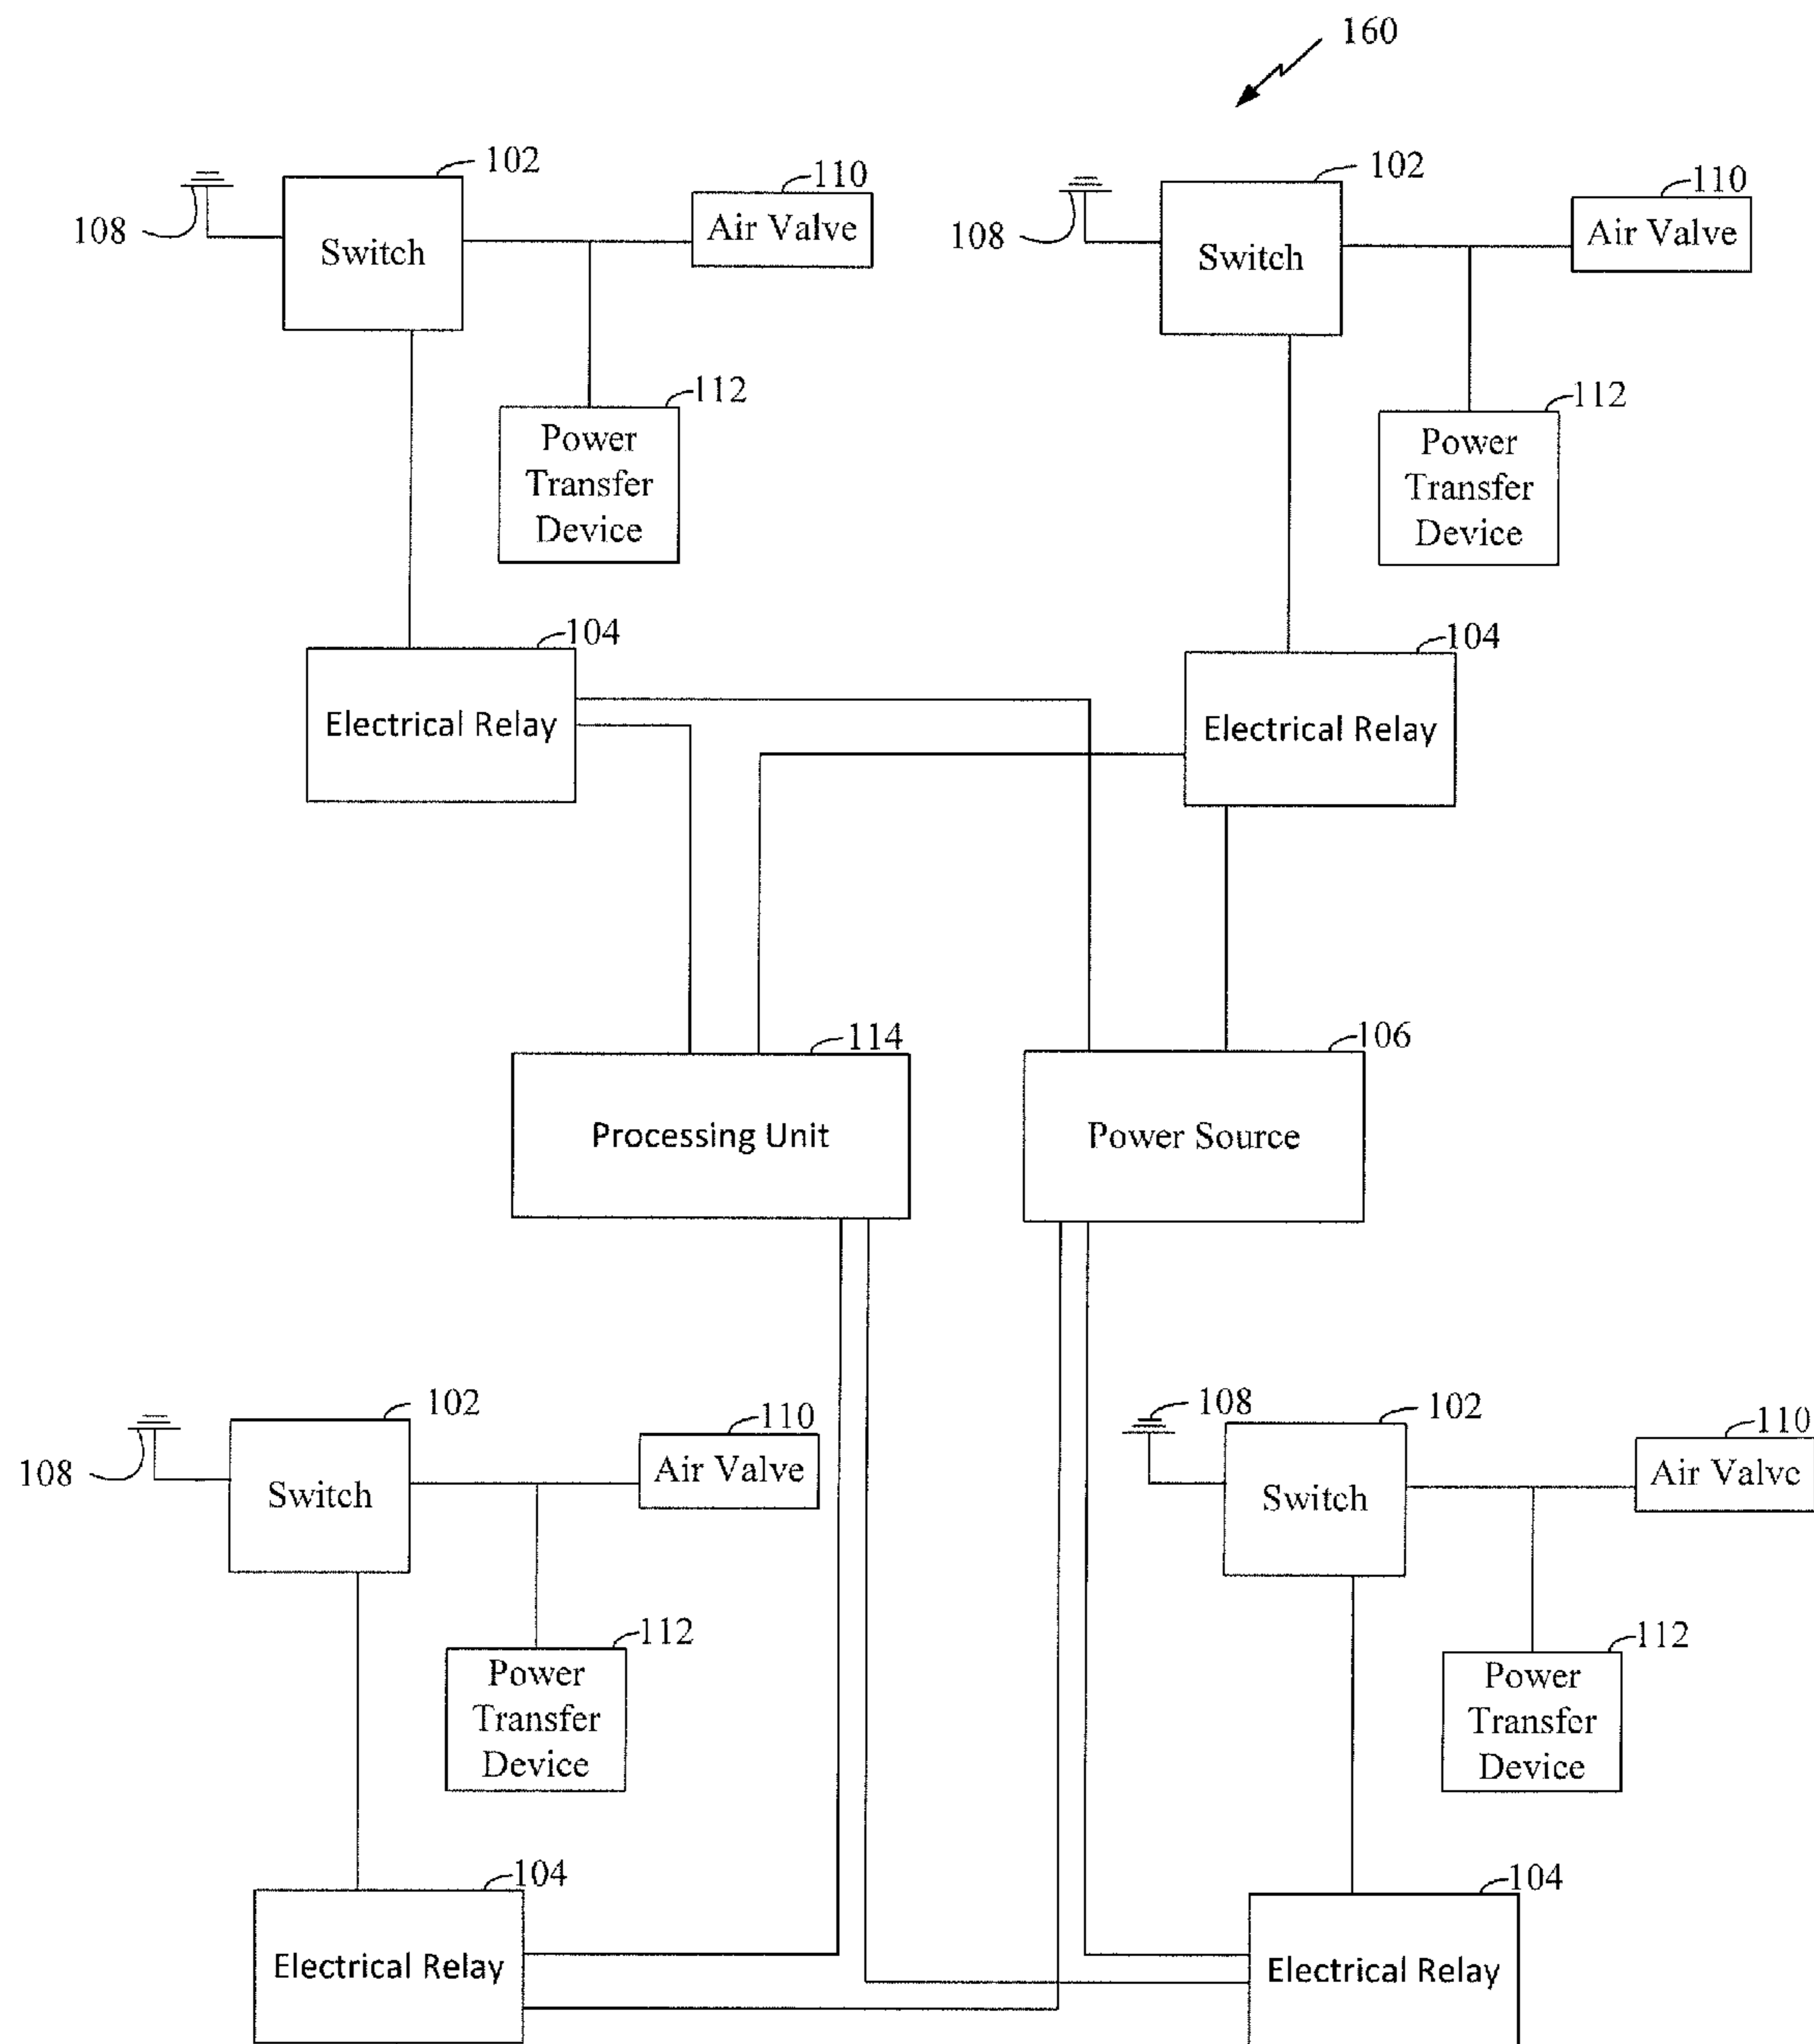 160
102
110
108
Switch
Air Valve
112
Power
Transfer
Device
104
Electrical Relay
102
110
108
Switch
Air Valve
112
Power
Transfer
Device
104
Electrical Relay
114
Processing Unit
106
Power Source
102
110
108
Switch
Air Valve
112
Power
Transfer
Device
104
Electrical Relay
108
102
110
Switch
Air Valve
112
Power
Transfer
Device
104
Electrical Relay